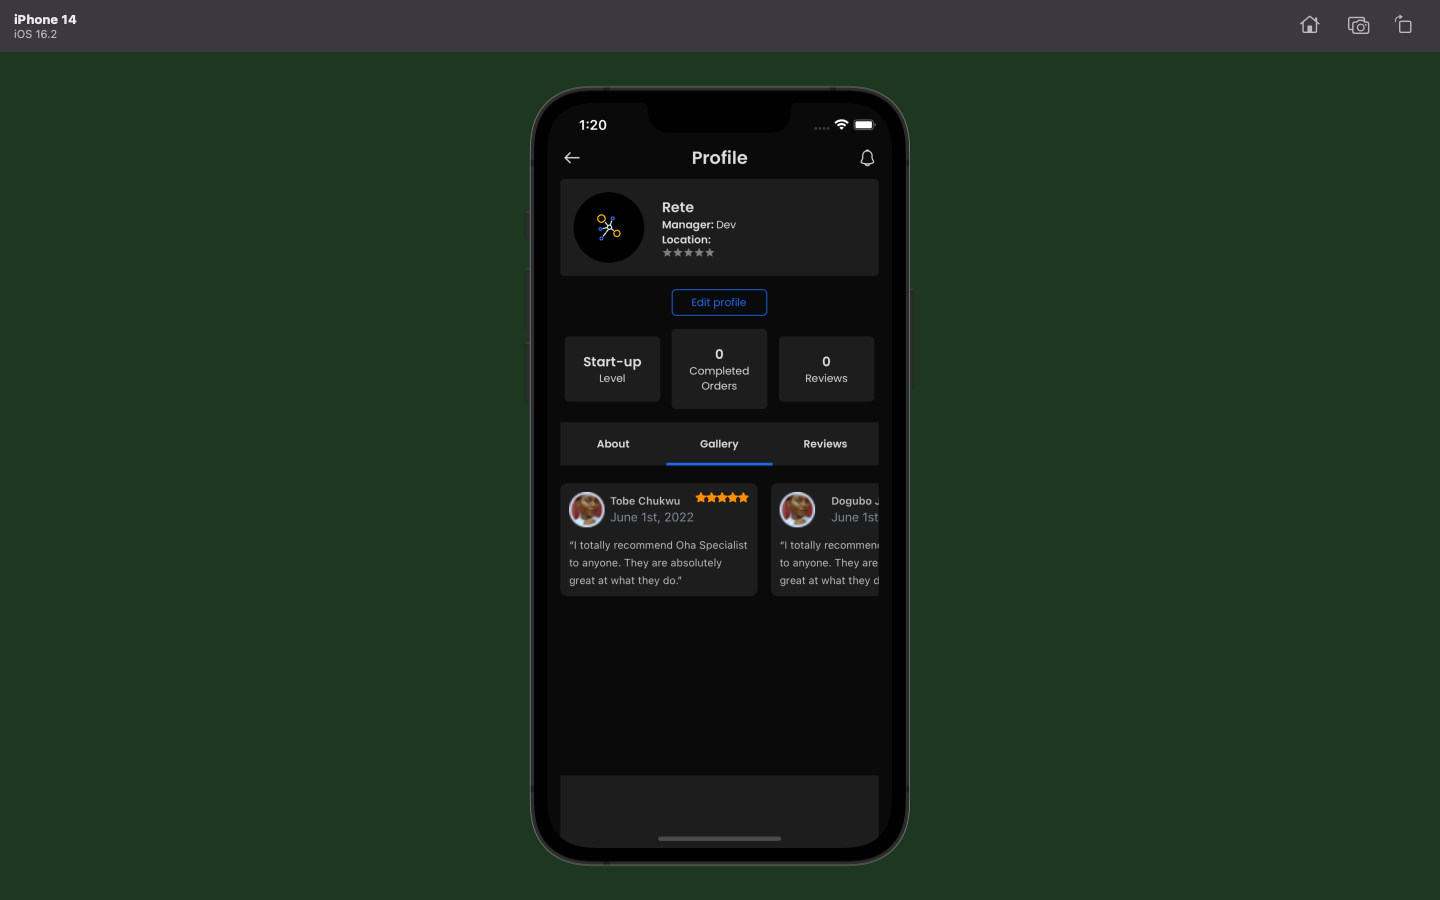 iPhone 14
iOS 16.2
1:20
Profile
Rete
Manager: Dev
Location:
Edit profile
Start-up
Level
0
Completed
Orders
0
Reviews
About
Gallery
Reviews
Tobe Chukwu
June 1st, 2022
“I totally recommend Oha Specialist
to anyone. They are absolutely
great at what they do.”
Dogubo J
June 1st
“I totally recommen
to anyone. They are
great at what they d